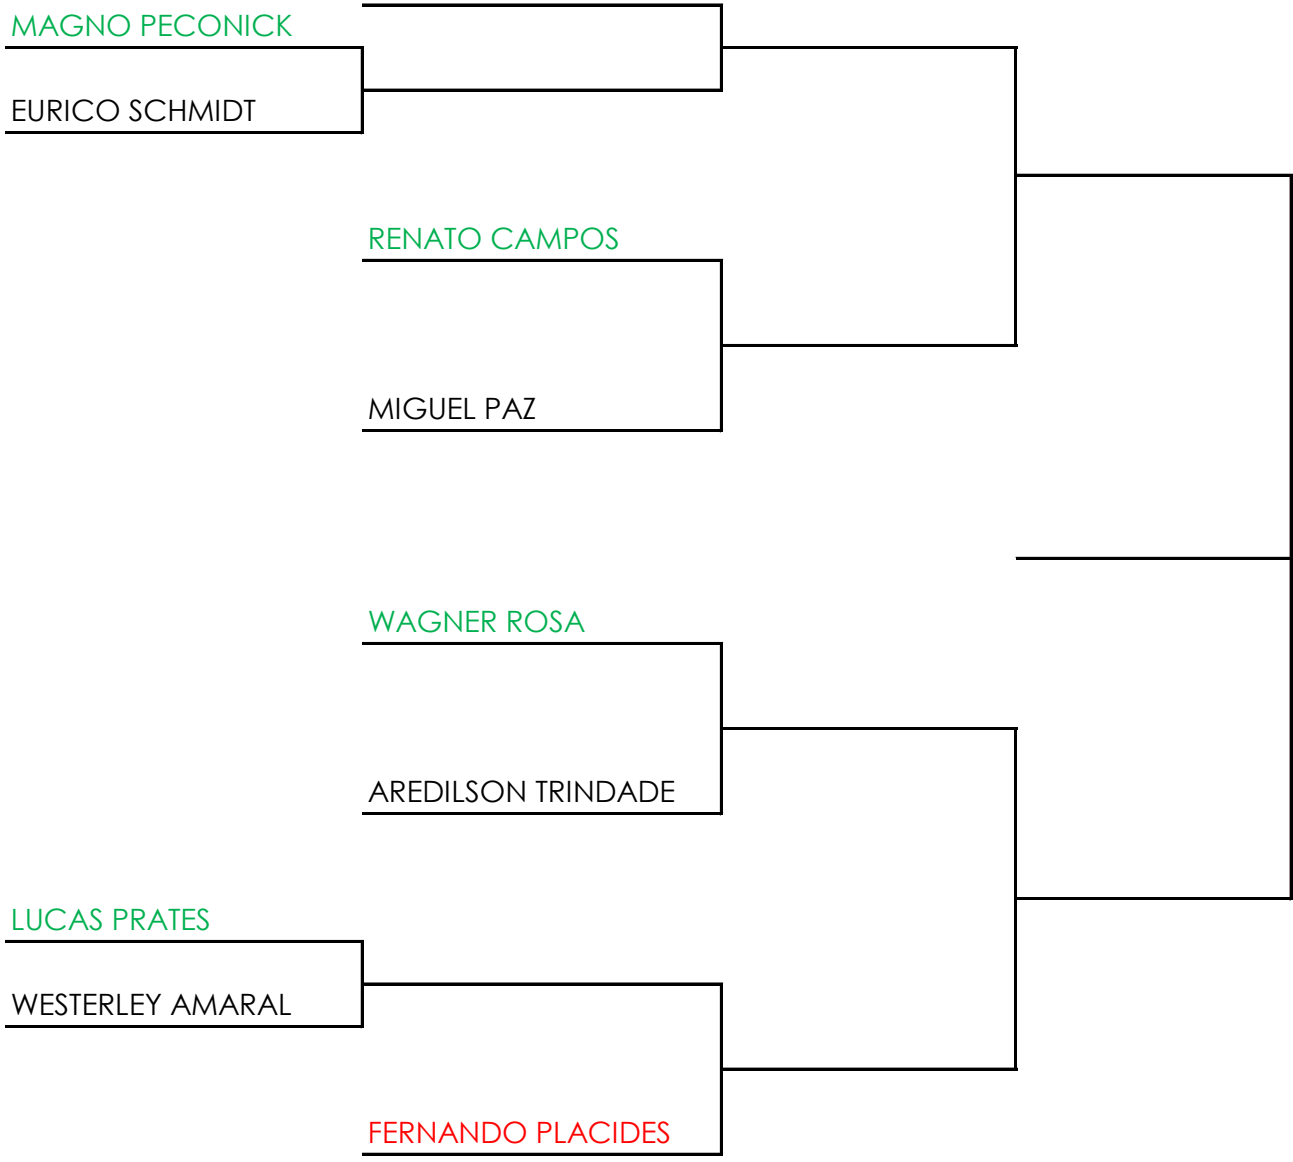 MAGNO PECONICK
EURICO SCHMIDT
RENATO CAMPOS
MIGUEL PAZ
WAGNER ROSA
AREDILSON TRINDADE
LUCAS PRATES
WESTERLEY AMARAL
FERNANDO PLACIDES